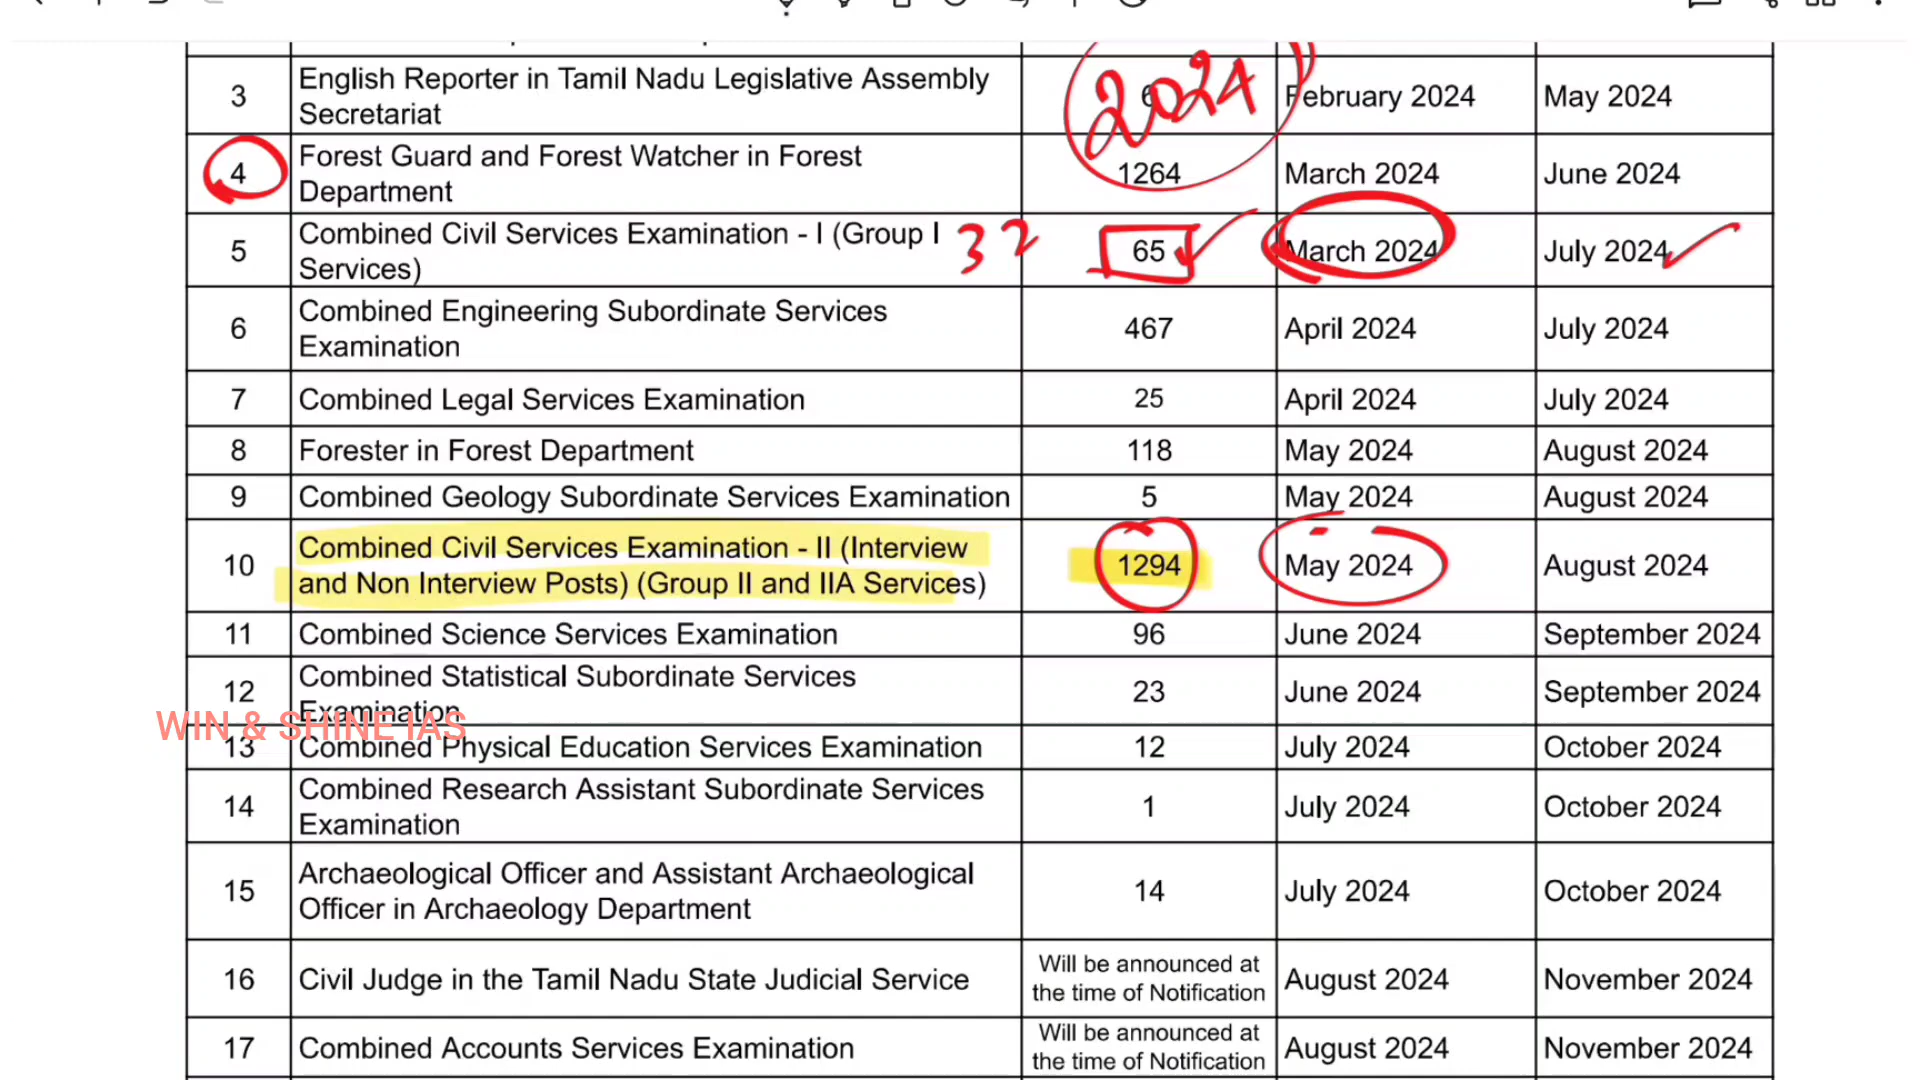 3 English Reporter in Tamil Nadu Legislative Assembly Secretariat 6 February 2024 May 2024
2024
4 Forest Guard and Forest Watcher in Forest Department 1264 March 2024 June 2024
5 Combined Civil Services Examination - I (Group I Services) 32 65 March 2024 July 2024
6 Combined Engineering Subordinate Services Examination 467 April 2024 July 2024
7 Combined Legal Services Examination 25 April 2024 July 2024
8 Forester in Forest Department 118 May 2024 August 2024
9 Combined Geology Subordinate Services Examination 5 May 2024 August 2024
10 Combined Civil Services Examination - II (Interview and Non Interview Posts) (Group II and IIA Services) 1294 May 2024 August 2024
11 Combined Science Services Examination 96 June 2024 September 2024
12 Combined Statistical Subordinate Services Examination 23 June 2024 September 2024
WIN & SHINE IAS
13 Combined Physical Education Services Examination 12 July 2024 October 2024
14 Combined Research Assistant Subordinate Services Examination 1 July 2024 October 2024
15 Archaeological Officer and Assistant Archaeological Officer in Archaeology Department 14 July 2024 October 2024
16 Civil Judge in the Tamil Nadu State Judicial Service Will be announced at the time of Notification August 2024 November 2024
17 Combined Accounts Services Examination Will be announced at the time of Notification August 2024 November 2024